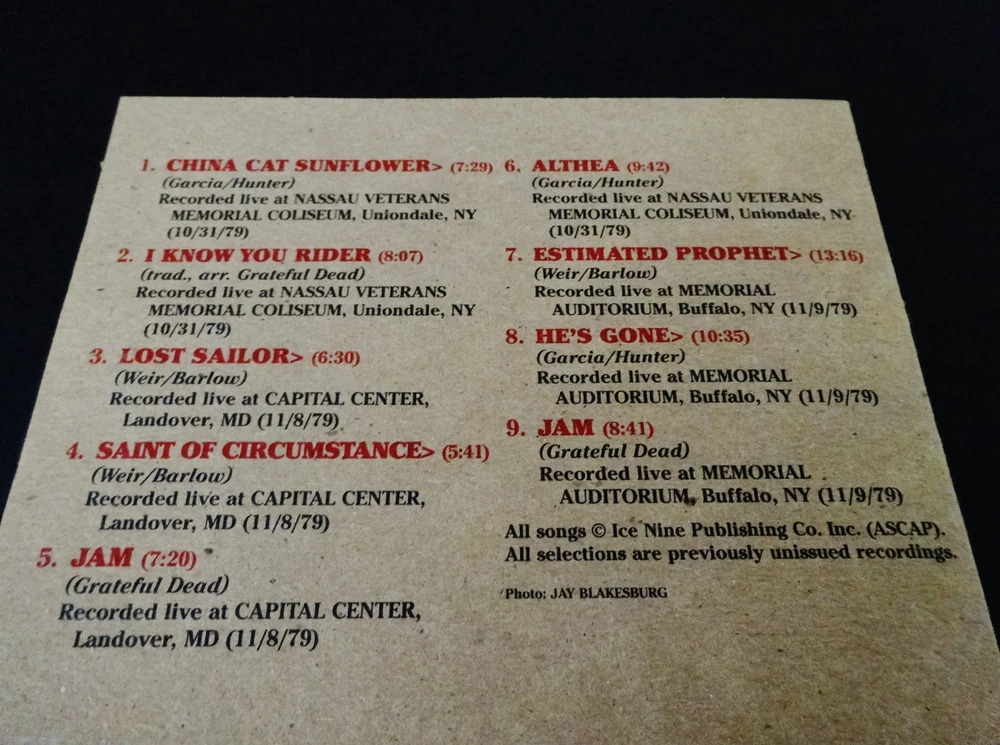 1. CHINA CAT SUNFLOWER> (7:29)
(Garcia/Hunter)
Recorded live at NASSAU VETERANS
MEMORIAL COLISEUM, Uniondale, NY
(10/31/79)
2. I KNOW YOU RIDER (8:07)
(trad., arr. Grateful Dead)
Recorded live at NASSAU VETERANS
MEMORIAL COLISEUM, Uniondale, NY
(10/31/79)
3. LOST SAILOR> (6:30)
(Weir/Barlow)
Recorded live at CAPITAL CENTER,
Landover, MD (11/8/79)
4. SAINT OF CIRCUMSTANCE> (5:41)
(Weir/Barlow)
Recorded live at CAPITAL CENTER,
Landover, MD (11/8/79)
5. JAM (7:20)
(Grateful Dead)
Recorded live at CAPITAL CENTER,
Landover, MD (11/8/79)
6. ALTHEA (9:42)
(Garcia/Hunter)
Recorded live at NASSAU VETERANS
MEMORIAL COLISEUM, Uniondale, NY
(10/31/79)
7. ESTIMATED PROPHET> (13:16)
(Weir/Barlow)
Recorded live at MEMORIAL
AUDITORIUM, Buffalo, NY (11/9/79)
8. HE'S GONE> (10:35)
(Garcia/Hunter)
Recorded live at MEMORIAL
AUDITORIUM, Buffalo, NY (11/9/79)
9. JAM (8:41)
(Grateful Dead)
Recorded live at MEMORIAL
AUDITORIUM, Buffalo, NY (11/9/79)
All songs © Ice Nine Publishing Co. Inc. (ASCAP).
All selections are previously unissued recordings.
Photo: JAY BLAKESBURG